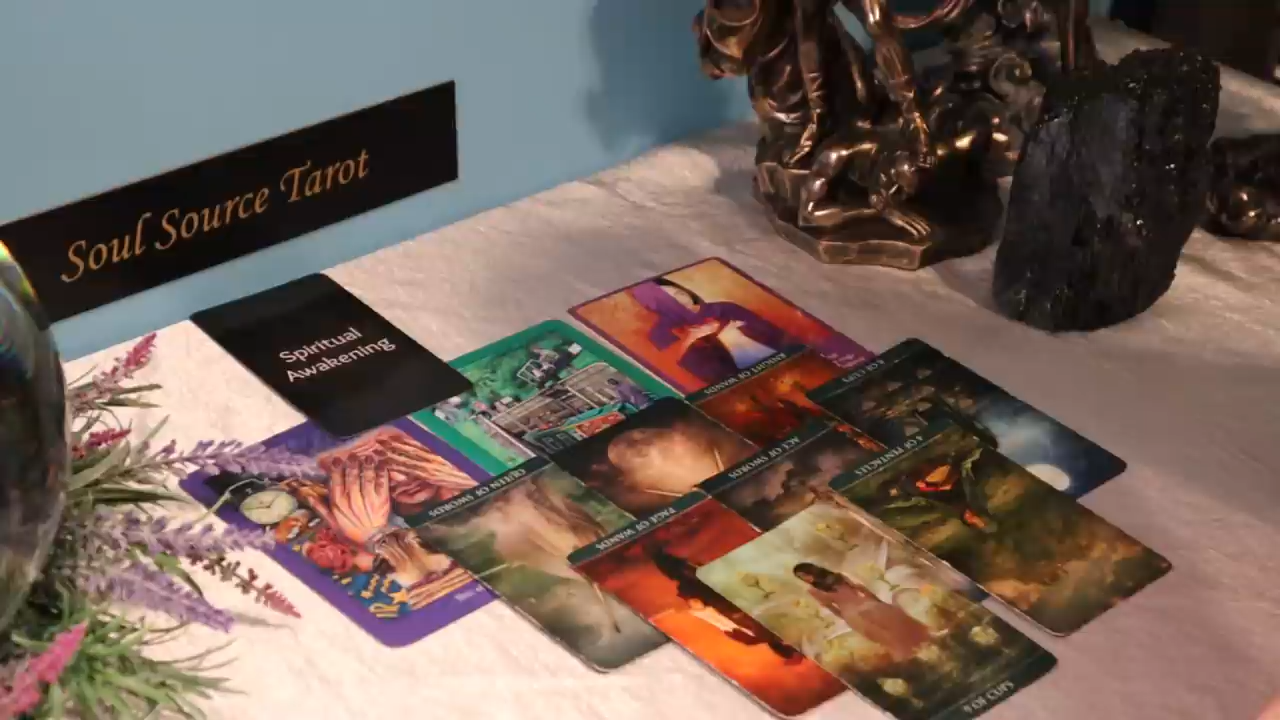 Soul Source Tarot
Spiritual
Awakening
KNIGHT OF WANDS
8 OF CUPS
ACE OF SWORDS
4 OF PENTACLES
QUEEN OF SWORDS
PAGE OF WANDS